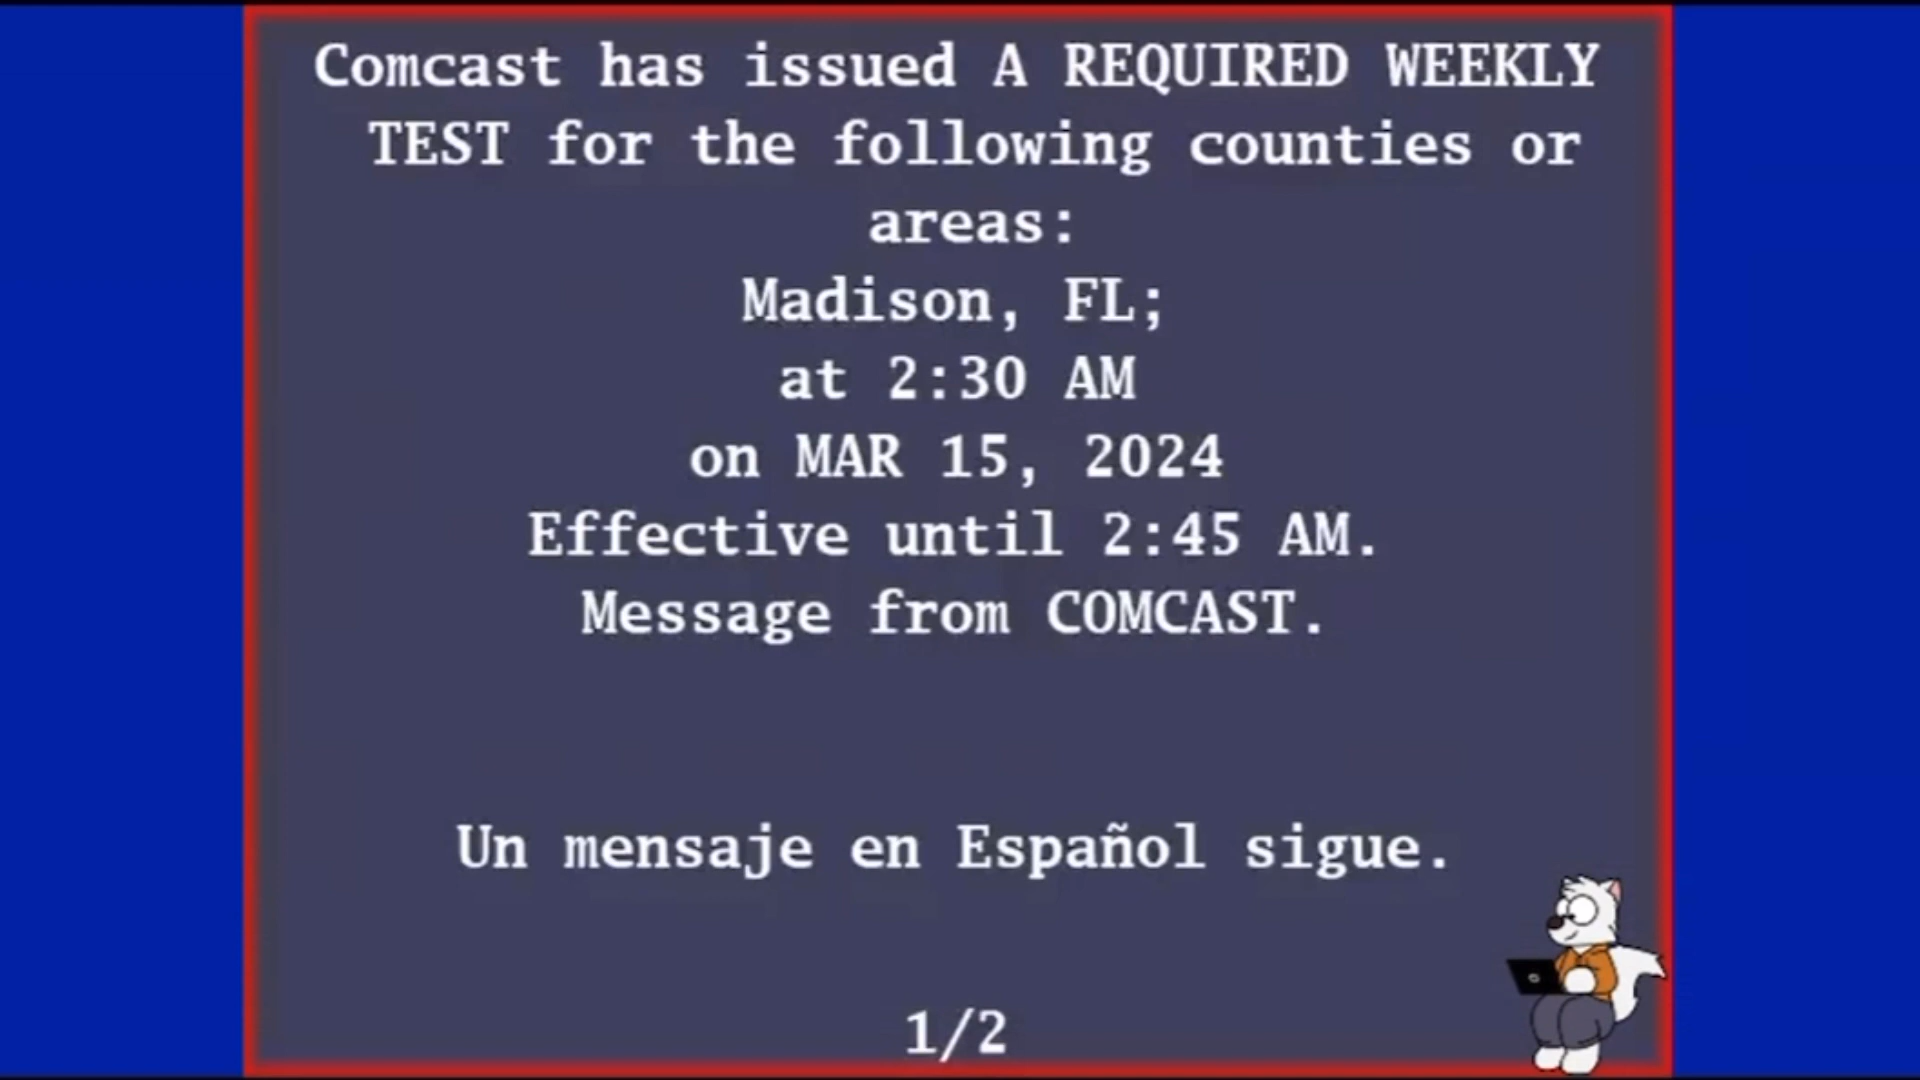 Comcast has issued A REQUIRED WEEKLY
TEST for the following counties or
areas:
Madison, FL;
at 2:30 AM
on MAR 15, 2024
Effective until 2:45 AM.
Message from COMCAST.
Un mensaje en Español sigue.
1/2